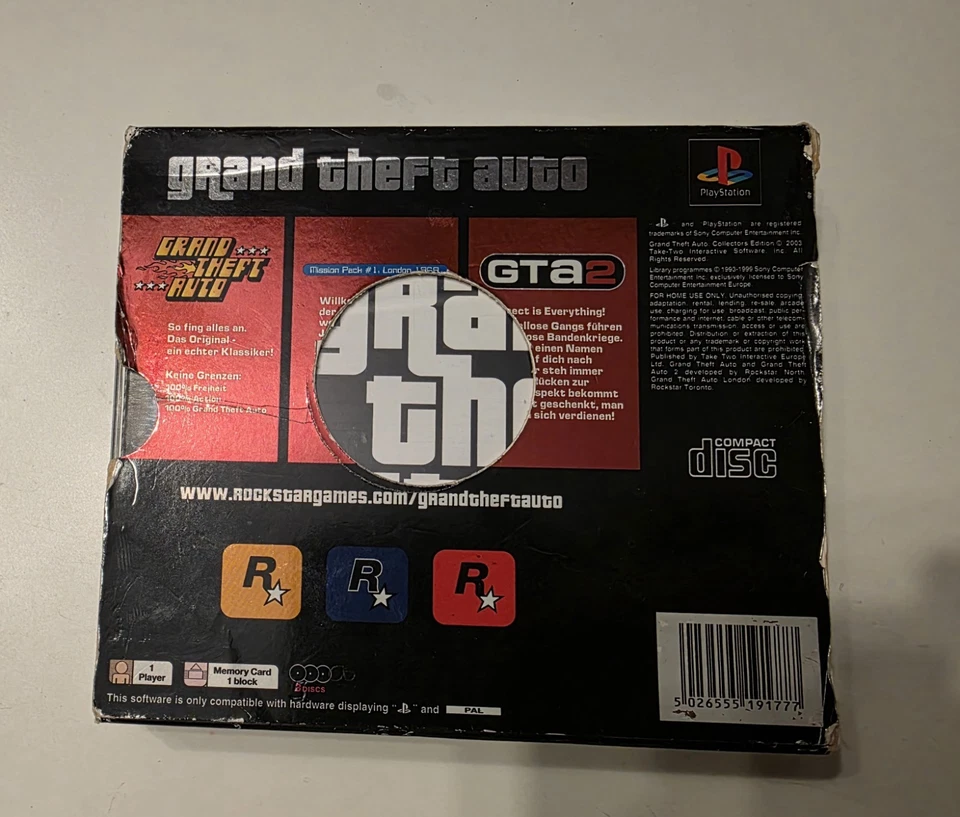 grand theft auto
PlayStation
GRAND
THEFT
AUTO
So fing alles an.
Das Original -
ein echter Klassiker!
Keine Grenzen:
100% Freiheit
100% Action
100% Grand Theft Auto
Mission Pack #1, London 1969
GRa
the
GTA2
is Everything!
Gangs führen
Bandenkriege.
einen Namen
dich nach
steh immer
zur
bekommt
geschenkt, man
sich verdienen!
and PlayStation are registered
trademarks of Sony Computer Entertainment Inc.
Grand Theft Auto. Collectors Edition © 2003
Take-Two Interactive Software, Inc. All
Rights Reserved.
Library programmes © 1993-1999 Sony Computer
Entertainment Inc. exclusively licensed to Sony
Computer Entertainment Europe.
FOR HOME USE ONLY. Unauthorised copying,
adaptation, rental, lending, re-sale, arcade
use, charging for use, broadcast, public per-
formance and internet, cable or other telecom-
munications transmission, access or use are
prohibited. Distribution or extraction of this
product or any trademark or copyright work
that forms part of this product are prohibited.
Published by Take Two Interactive Europe
Ltd. Grand Theft Auto and Grand Theft
Auto 2 developed by Rockstar North.
Grand Theft Auto London developed by
Rockstar Toronto.
COMPACT
disc
www.rockstargames.com/grandtheftauto
R
R
R
1
Player
Memory Card
1 block
DISCS
This software is only compatible with hardware displaying " " and PAL
5 026555 191777